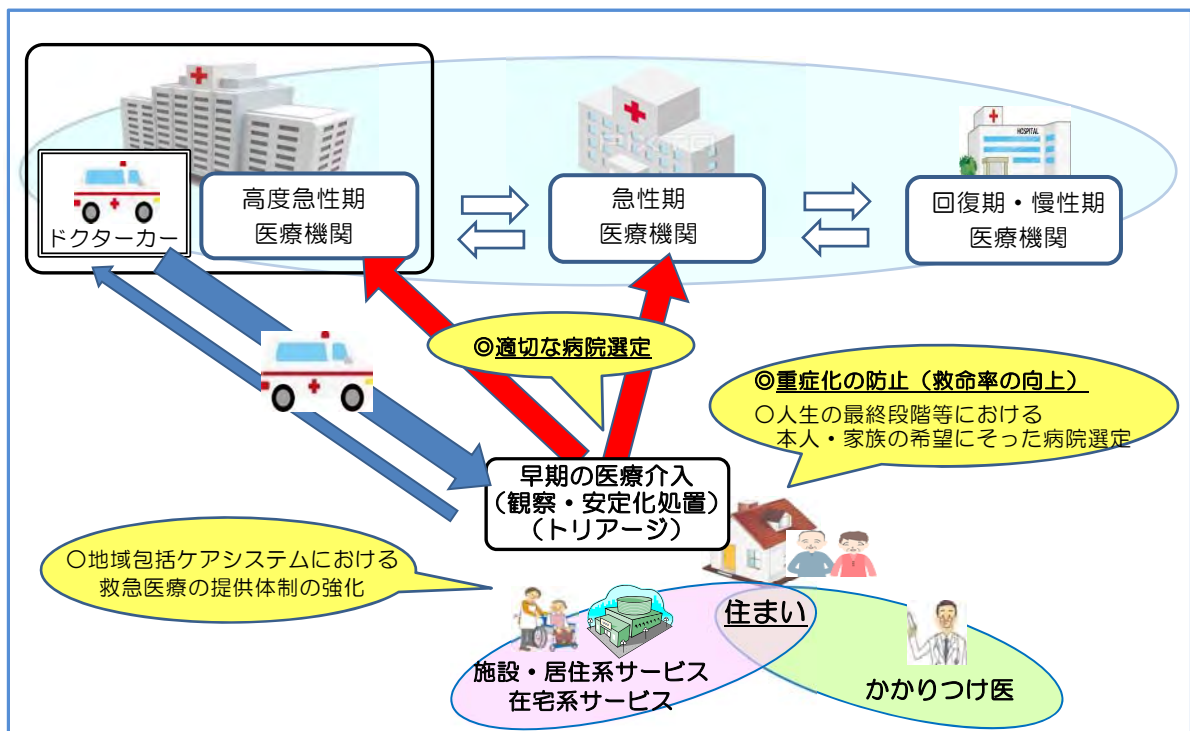 HOSPITAL
高度急性期
医療機関
急性期
医療機関
回復期・慢性期
医療機関
ドクターカー
◎適切な病院選定
◎重症化の防止（救命率の向上）
○人生の最終段階等における
本人・家族の希望にそった病院選定
早期の医療介入
（観察・安定化処置）
（トリアージ）
○地域包括ケアシステムにおける
救急医療の提供体制の強化
住まい
施設・居住系サービス
在宅系サービス
かかりつけ医